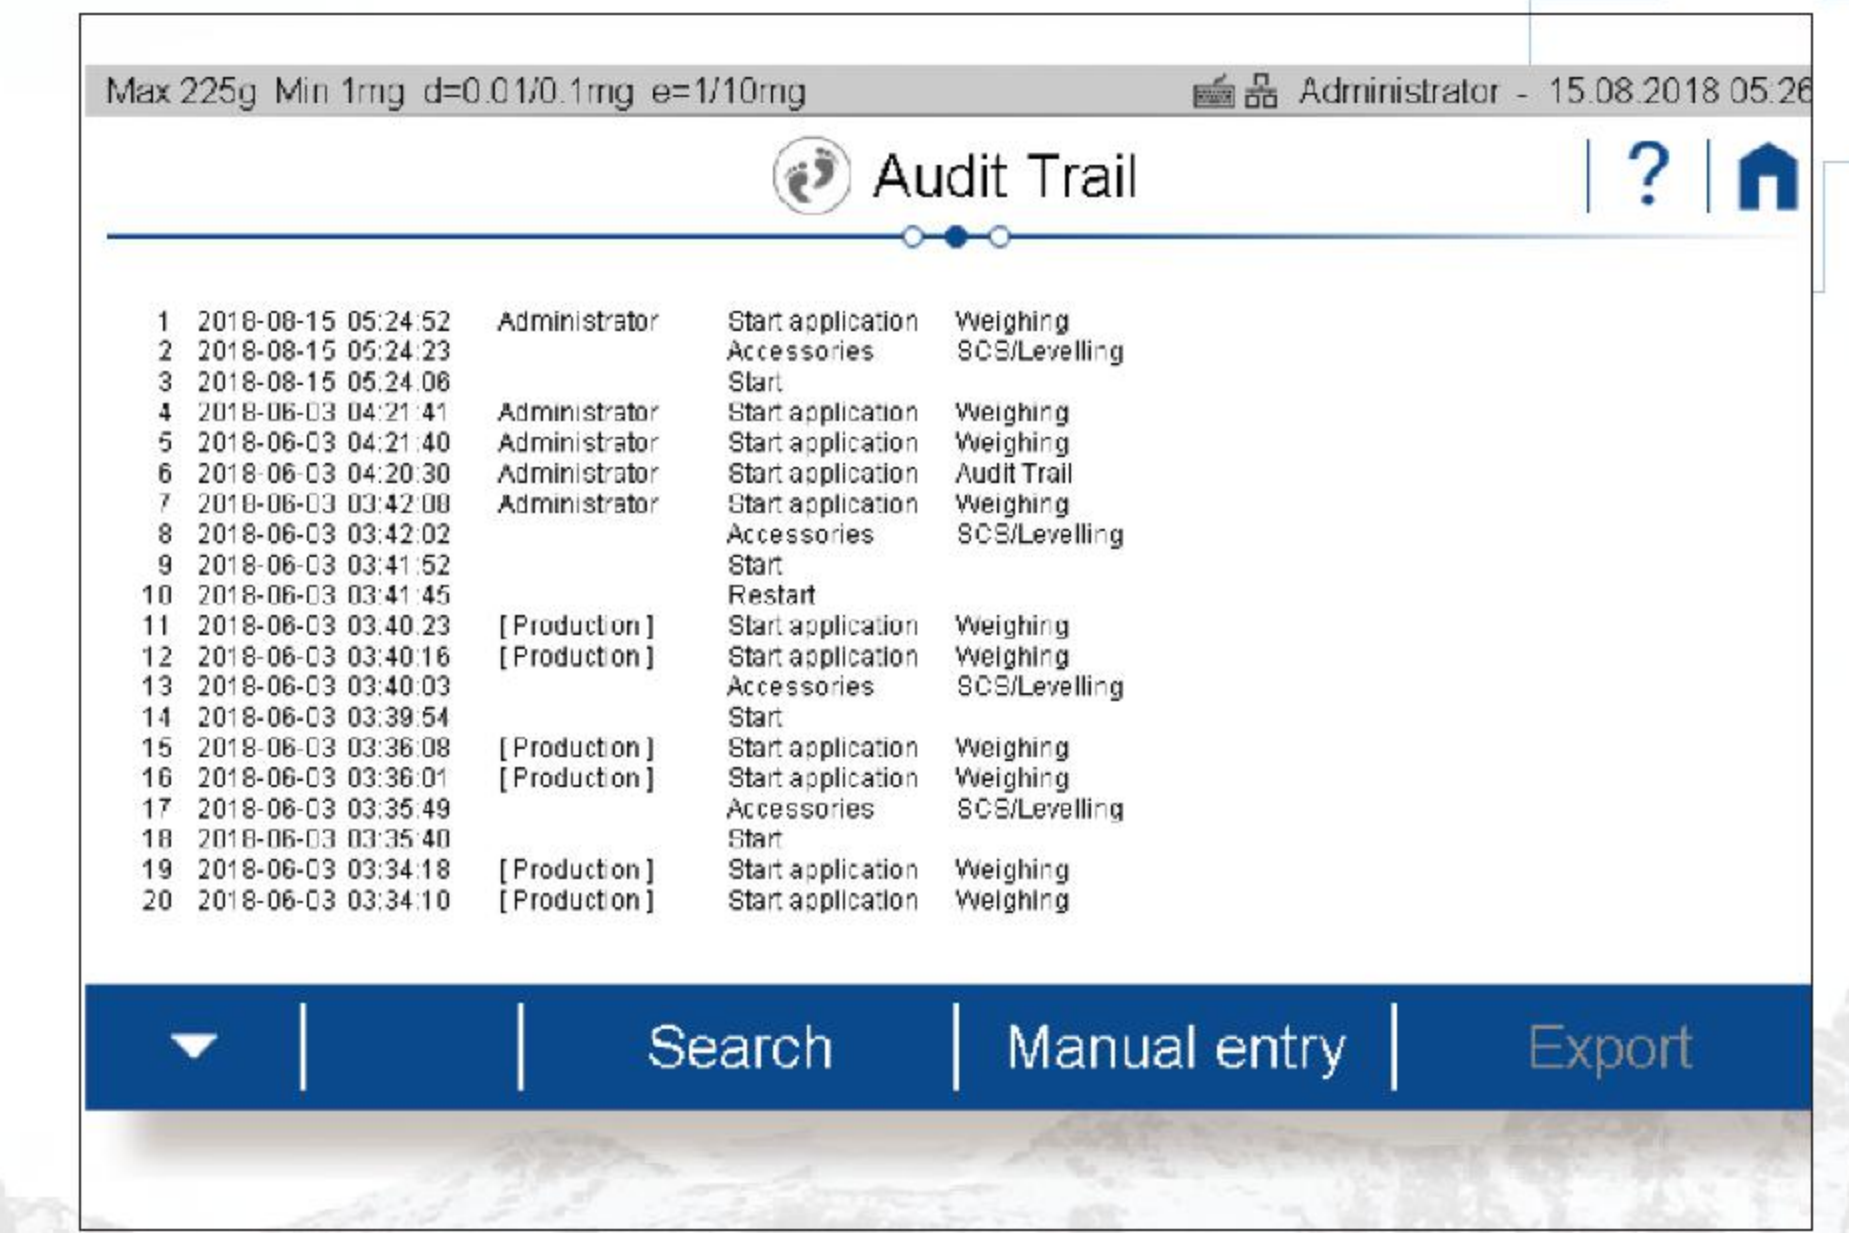 Max 225g Min 1mg d=0.01/0.1mg e=1/10mg Administrator - 15.08.2018 05:26
Audit Trail ?
1 2018-08-15 05:24:52 Administrator Start application Weighing
2 2018-08-15 05:24:23 Accessories SCS/Levelling
3 2018-08-15 05:24:06 Start
4 2018-06-03 04:21:41 Administrator Start application Weighing
5 2018-06-03 04:21:40 Administrator Start application Weighing
6 2018-06-03 04:20:30 Administrator Start application Audit Trail
7 2018-06-03 03:42:08 Administrator Start application Weighing
8 2018-06-03 03:42:02 Accessories SCS/Levelling
9 2018-06-03 03:41:52 Start
10 2018-06-03 03:41:45 Restart
11 2018-06-03 03:40:23 [ Production ] Start application Weighing
12 2018-06-03 03:40:16 [ Production ] Start application Weighing
13 2018-06-03 03:40:03 Accessories SCS/Levelling
14 2018-06-03 03:39:54 Start
15 2018-06-03 03:36:08 [ Production ] Start application Weighing
16 2018-06-03 03:36:01 [ Production ] Start application Weighing
17 2018-06-03 03:35:49 Accessories SCS/Levelling
18 2018-06-03 03:35:40 Start
19 2018-06-03 03:34:18 [ Production ] Start application Weighing
20 2018-06-03 03:34:10 [ Production ] Start application Weighing
Search Manual entry Export